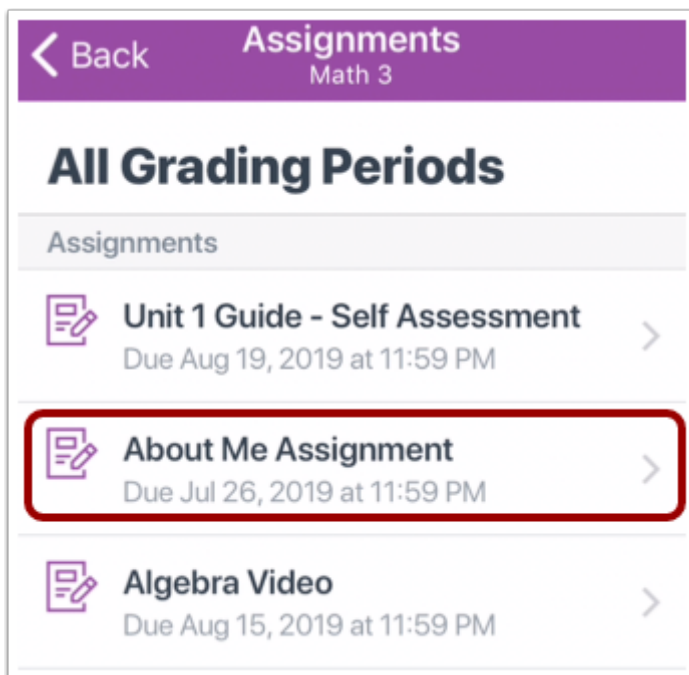 Back
Assignments
Math 3
All Grading Periods
Assignments
Unit 1 Guide - Self Assessment
Due Aug 19, 2019 at 11:59 PM
About Me Assignment
Due Jul 26, 2019 at 11:59 PM
Algebra Video
Due Aug 15, 2019 at 11:59 PM